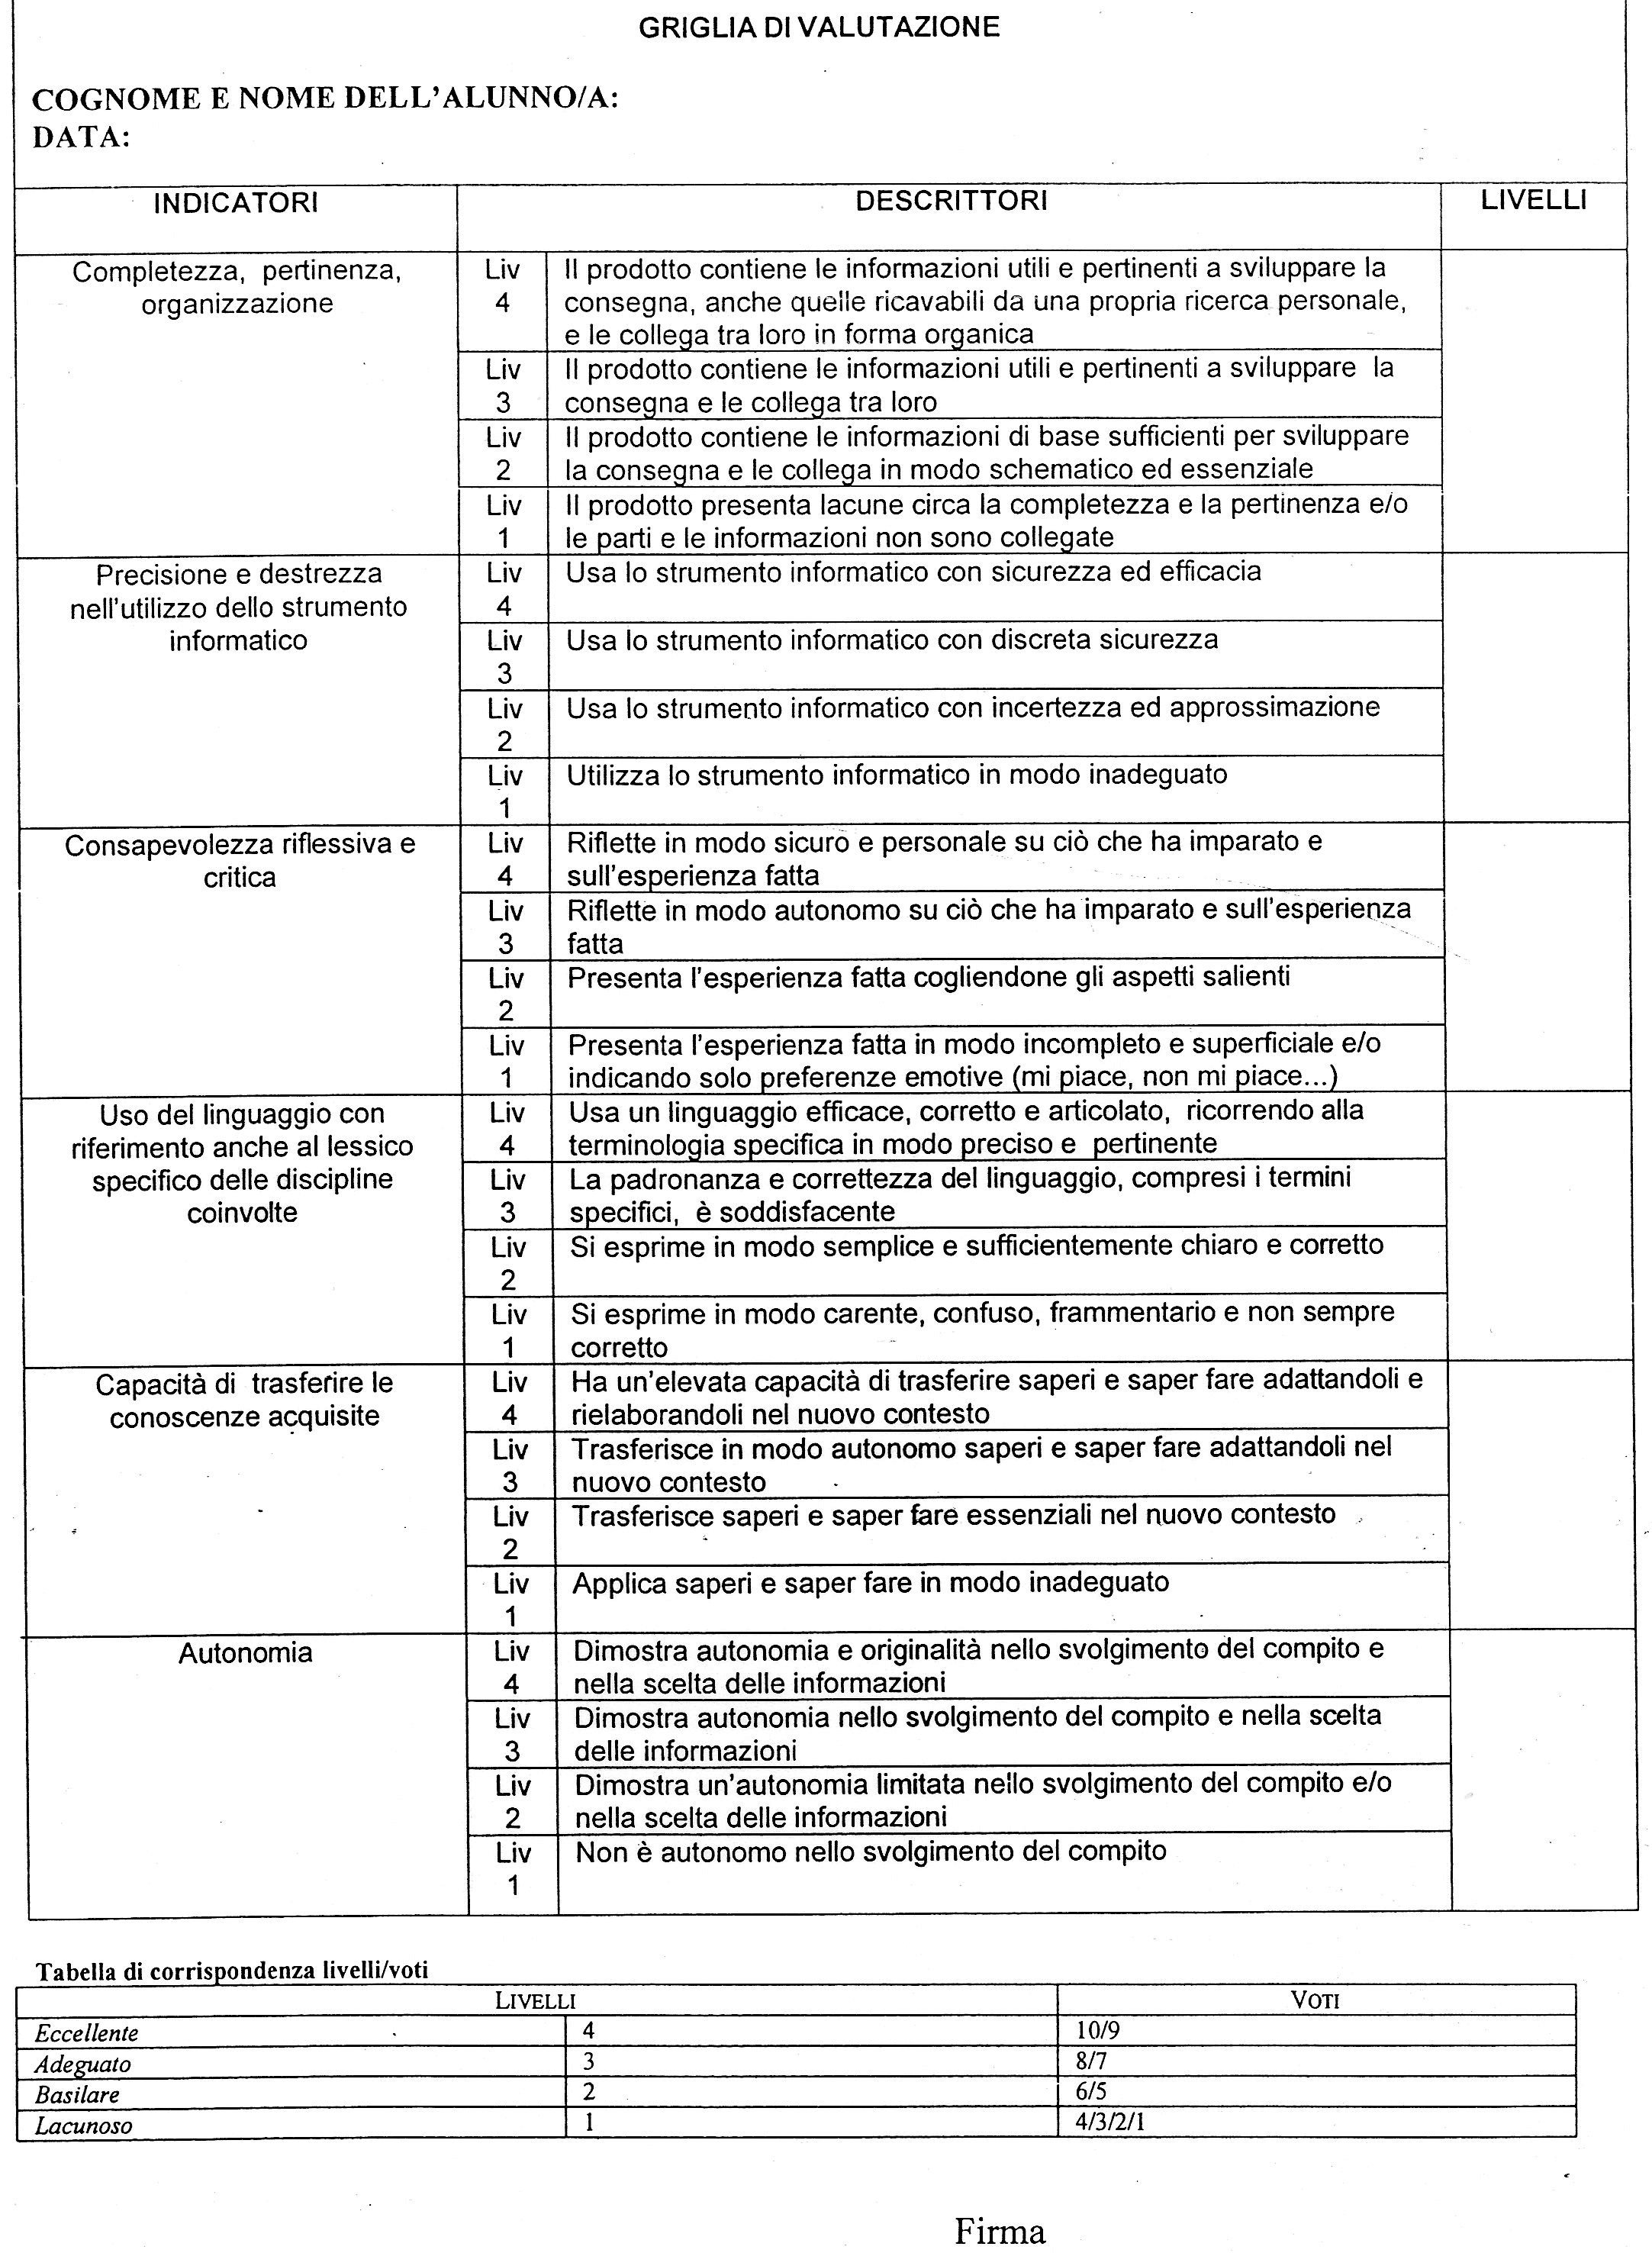 GRIGLIA DI VALUTAZIONE
COGNOME E NOME DELL'ALUNNO/A:
DATA:
INDICATORI DESCRITTORI LIVELLI
Completezza, pertinenza,
organizzazione
Liv
4
Il prodotto contiene le informazioni utili e pertinenti a sviluppare la
consegna, anche quelle ricavabili da una propria ricerca personale,
e le collega tra loro in forma organica
Liv
3
Il prodotto contiene le informazioni utili e pertinenti a sviluppare la
consegna e le collega tra loro
Liv
2
Il prodotto contiene le informazioni di base sufficienti per sviluppare
la consegna e le collega in modo schematico ed essenziale
Liv
1
Il prodotto presenta lacune circa la completezza e la pertinenza e/o
le parti e le informazioni non sono collegate
Precisione e destrezza
nell'utilizzo dello strumento
informatico
Liv
4
Usa lo strumento informatico con sicurezza ed efficacia
Liv
3
Usa lo strumento informatico con discreta sicurezza
Liv
2
Usa lo strumento informatico con incertezza ed approssimazione
Liv
1
Utilizza lo strumento informatico in modo inadeguato
Consapevolezza riflessiva e
critica
Liv
4
Riflette in modo sicuro e personale su ciò che ha imparato e
sull'esperienza fatta
Liv
3
Riflette in modo autonomo su ciò che ha imparato e sull'esperienza
fatta
Liv
2
Presenta l'esperienza fatta cogliendone gli aspetti salienti
Liv
1
Presenta l'esperienza fatta in modo incompleto e superficiale e/o
indicando solo preferenze emotive (mi piace, non mi piace...)
Uso del linguaggio con
riferimento anche al lessico
specifico delle discipline
coinvolte
Liv
4
Usa un linguaggio efficace, corretto e articolato, ricorrendo alla
terminologia specifica in modo preciso e pertinente
Liv
3
La padronanza e correttezza del linguaggio, compresi i termini
specifici, è soddisfacente
Liv
2
Si esprime in modo semplice e sufficientemente chiaro e corretto
Liv
1
Si esprime in modo carente, confuso, frammentario e non sempre
corretto
Capacità di trasferire le
conoscenze acquisite
Liv
4
Ha un'elevata capacità di trasferire saperi e saper fare adattandoli e
rielaborandoli nel nuovo contesto
Liv
3
Trasferisce in modo autonomo saperi e saper fare adattandoli nel
nuovo contesto
Liv
2
Trasferisce saperi e saper fare essenziali nel nuovo contesto
Liv
1
Applica saperi e saper fare in modo inadeguato
Autonomia
Liv
4
Dimostra autonomia e originalità nello svolgimento del compito e
nella scelta delle informazioni
Liv
3
Dimostra autonomia nello svolgimento del compito e nella scelta
delle informazioni
Liv
2
Dimostra un'autonomia limitata nello svolgimento del compito e/o
nella scelta delle informazioni
Liv
1
Non è autonomo nello svolgimento del compito
Tabella di corrispondenza livelli/voti
LIVELLI VOTI
Eccellente 4 10/9
Adeguato 3 8/7
Basilare 2 6/5
Lacunoso 1 4/3/2/1
Firma